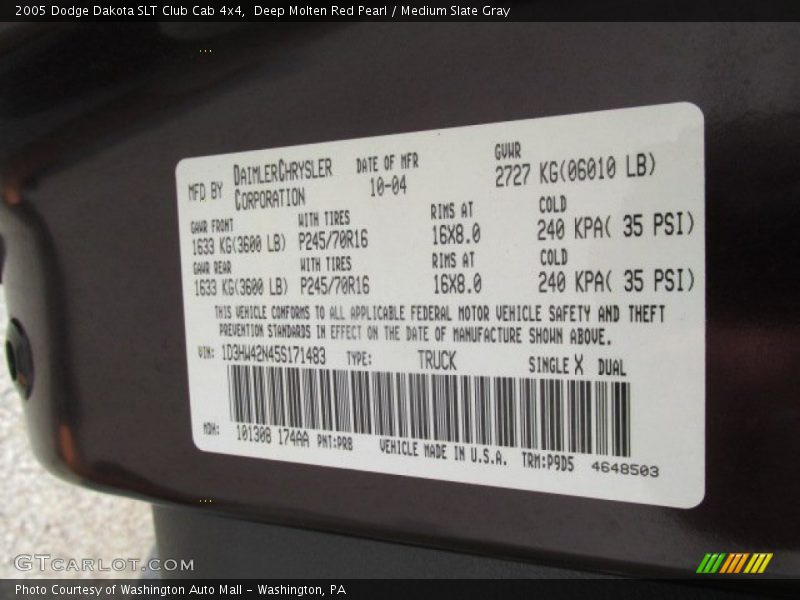 2005 Dodge Dakota SLT Club Cab 4x4,  Deep Molten Red Pearl / Medium Slate Gray
MFD BY DAIMLERCHRYSLER CORPORATION
DATE OF MFR 10-04
GVWR 2727 KG(06010 LB)
GAWR FRONT WITH TIRES RIMS AT COLD
1633 KG(3600 LB) P245/70R16 16X8.0 240 KPA( 35 PSI)
GAWR REAR WITH TIRES RIMS AT COLD
1633 KG(3600 LB) P245/70R16 16X8.0 240 KPA( 35 PSI)
THIS VEHICLE CONFORMS TO ALL APPLICABLE FEDERAL MOTOR VEHICLE SAFETY AND THEFT
PREVENTION STANDARDS IN EFFECT ON THE DATE OF MANUFACTURE SHOWN ABOVE.
VIN: 1D3HW42N45S171483 TYPE: TRUCK SINGLE X DUAL
MDH: 101308 174AA PNT:PR8 VEHICLE MADE IN U.S.A. TRM:P9D5 4648503
GTCARLOT.COM
Photo Courtesy of Washington Auto Mall - Washington, PA